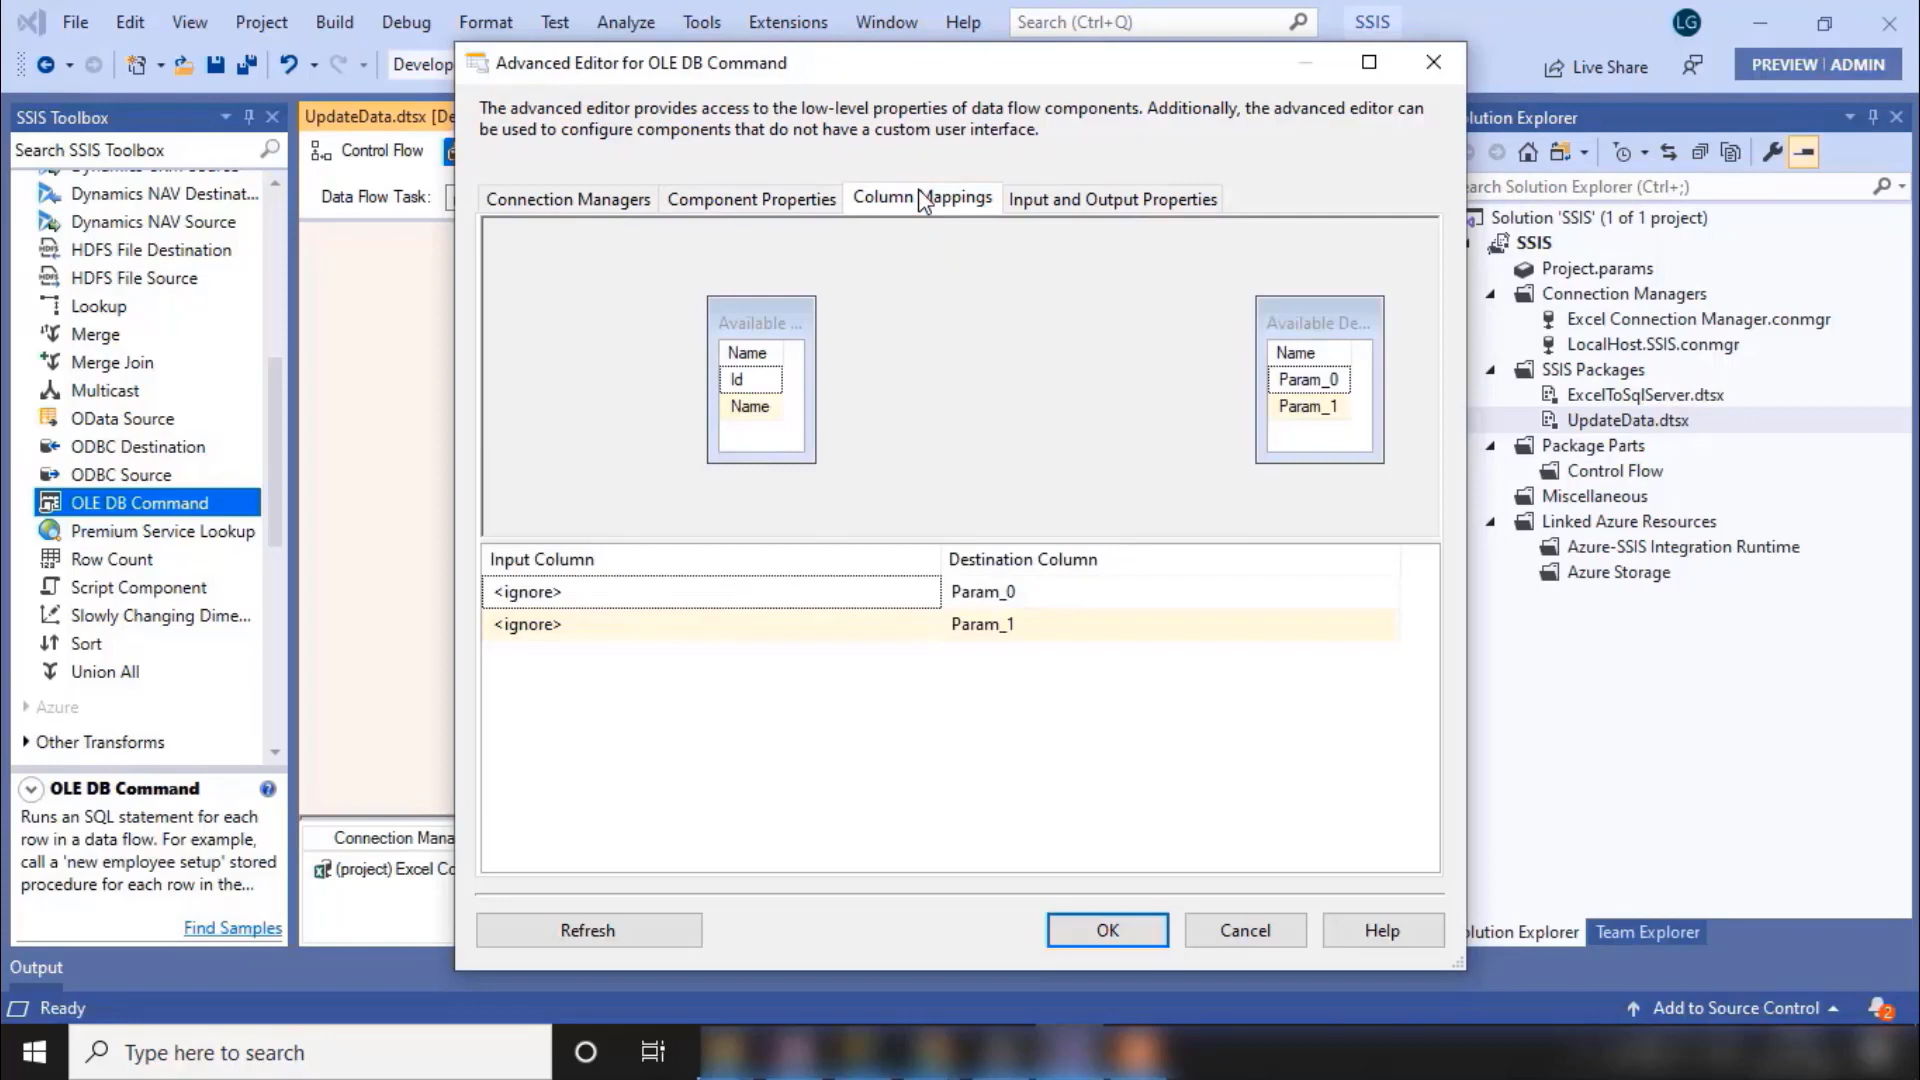 File Edit View Project Build Debug Format Test Analyze Tools Extensions Window Help Search (Ctrl+Q) SSIS LG
Develop
Live Share
PREVIEW | ADMIN
SSIS Toolbox
Search SSIS Toolbox
Dynamics NAV Destinat...
Dynamics NAV Source
HDFS File Destination
HDFS File Source
Lookup
Merge
Merge Join
Multicast
OData Source
ODBC Destination
ODBC Source
OLE DB Command
Premium Service Lookup
Row Count
Script Component
Slowly Changing Dime...
Sort
Union All
Azure
Other Transforms
OLE DB Command
Runs an SQL statement for each
row in a data flow. For example,
call a 'new employee setup' stored
procedure for each row in the...
Find Samples
Output
UpdateData.dtsx [De
Control Flow
Data Flow Task:
Connection Mana
(project) Excel Co
Advanced Editor for OLE DB Command
The advanced editor provides access to the low-level properties of data flow components. Additionally, the advanced editor can
be used to configure components that do not have a custom user interface.
Connection Managers Component Properties Column Mappings Input and Output Properties
Available ...
Name
Id
Name
Available De...
Name
Param_0
Param_1
Input Column Destination Column
<ignore> Param_0
<ignore> Param_1
Refresh OK Cancel Help
olution Explorer
earch Solution Explorer (Ctrl+;)
Solution 'SSIS' (1 of 1 project)
SSIS
Project.params
Connection Managers
Excel Connection Manager.conmgr
LocalHost.SSIS.conmgr
SSIS Packages
ExcelToSqlServer.dtsx
UpdateData.dtsx
Package Parts
Control Flow
Miscellaneous
Linked Azure Resources
Azure-SSIS Integration Runtime
Azure Storage
olution Explorer Team Explorer
Ready
Add to Source Control 2
Type here to search